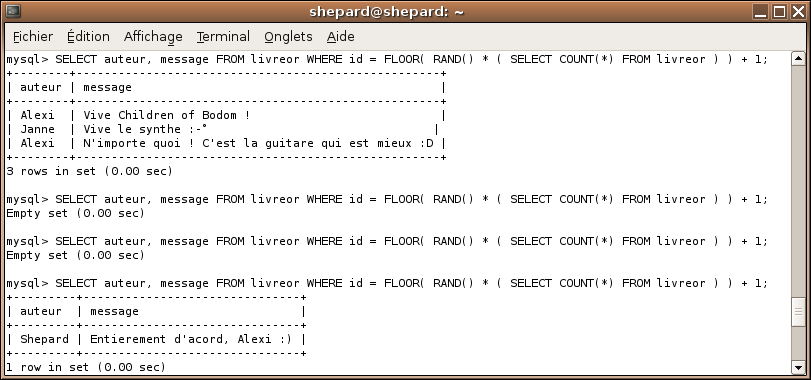 shepard@shepard: ~
Fichier Édition Affichage Terminal Onglets Aide
mysql> SELECT auteur, message FROM livreor WHERE id = FLOOR( RAND() * ( SELECT COUNT(*) FROM livreor ) ) + 1;
+--------+----------------------------------------------------+
| auteur | message                                            |
+--------+----------------------------------------------------+
| Alexi  | Vive Children of Bodom !                           |
| Janne  | Vive le synthe :-°                                |
| Alexi  | N'importe quoi ! C'est la guitare qui est mieux :D |
+--------+----------------------------------------------------+
3 rows in set (0.00 sec)
mysql> SELECT auteur, message FROM livreor WHERE id = FLOOR( RAND() * ( SELECT COUNT(*) FROM livreor ) ) + 1;
Empty set (0.00 sec)
mysql> SELECT auteur, message FROM livreor WHERE id = FLOOR( RAND() * ( SELECT COUNT(*) FROM livreor ) ) + 1;
Empty set (0.00 sec)
mysql> SELECT auteur, message FROM livreor WHERE id = FLOOR( RAND() * ( SELECT COUNT(*) FROM livreor ) ) + 1;
+---------+-------------------------------+
| auteur  | message                       |
+---------+-------------------------------+
| Shepard | Entierement d'acord, Alexi :) |
+---------+-------------------------------+
1 row in set (0.00 sec)